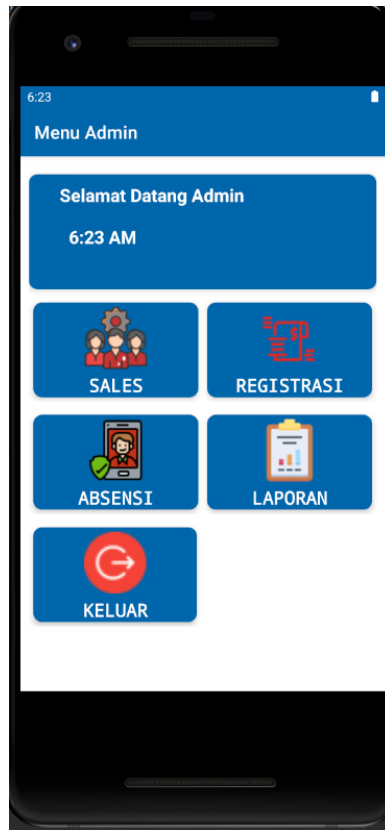 6:23
Menu Admin
Selamat Datang Admin
6:23 AM
SALES
REGISTRASI
ABSENSI
LAPORAN
KELUAR